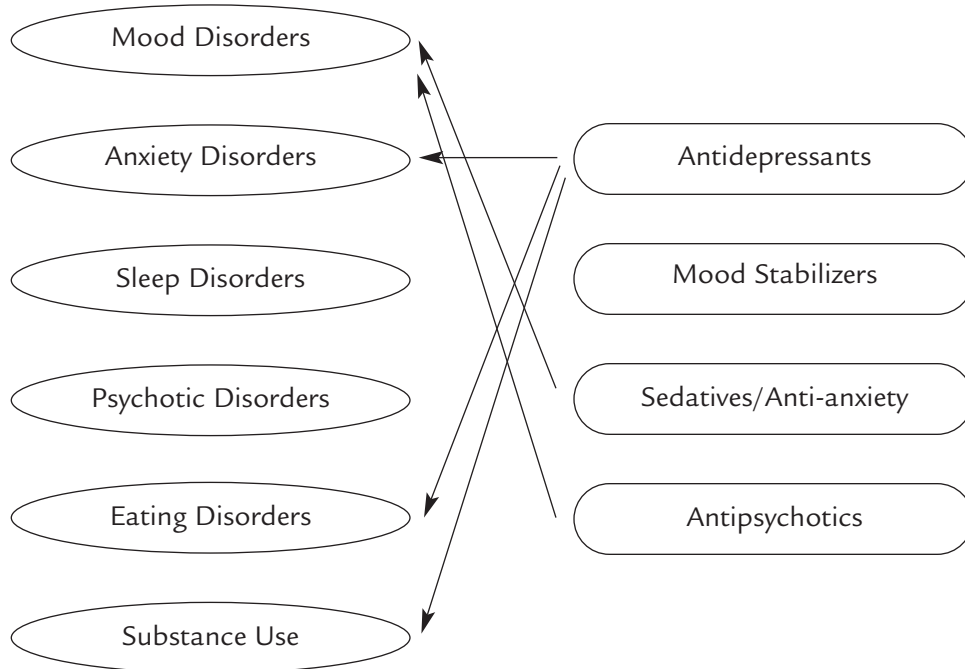 Mood Disorders
Anxiety Disorders
Antidepressants
Sleep Disorders
Mood Stabilizers
Psychotic Disorders
Sedatives/Anti-anxiety
Eating Disorders
Antipsychotics
Substance Use